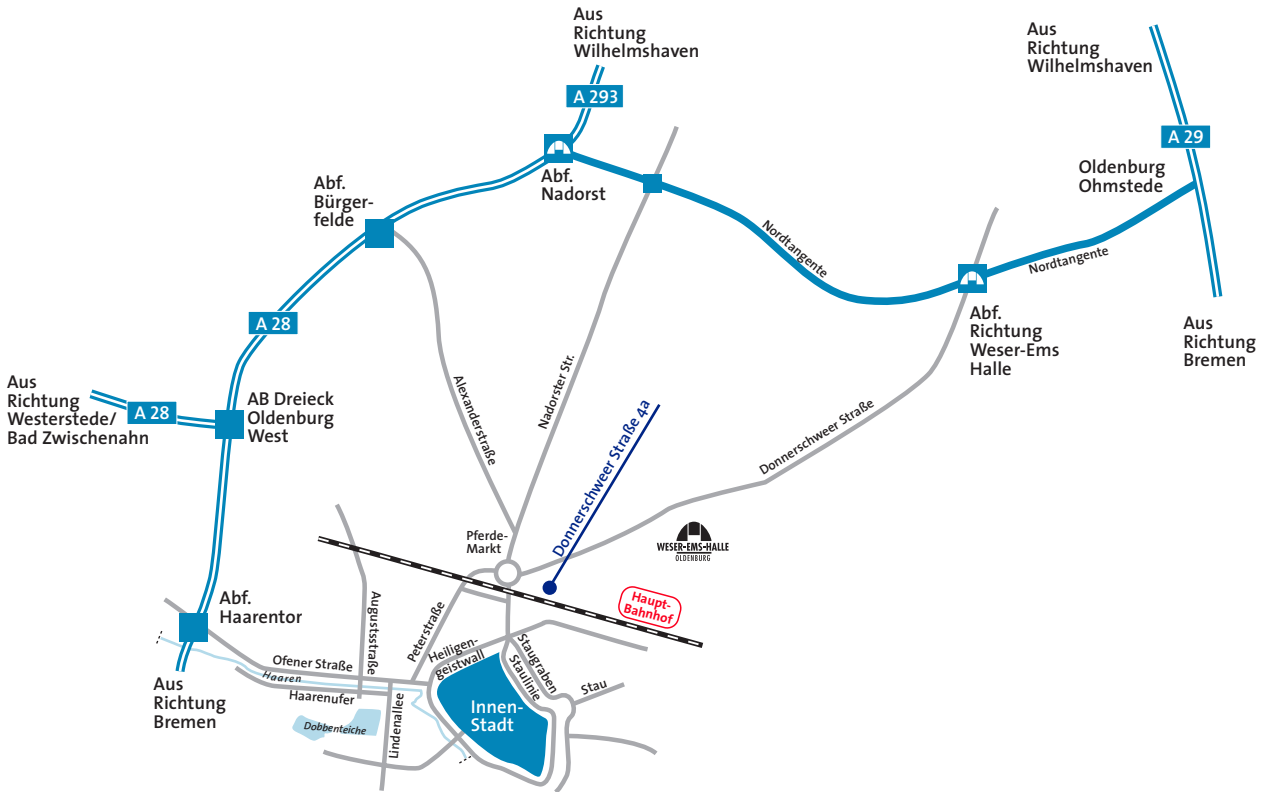 Aus
Richtung
Wilhelmshaven
A 293
Aus
Richtung
Wilhelmshaven
A 29
Oldenburg
Ohmstede
Abf.
Nadorst
Abf.
Bürger-
felde
Nordtangente
Nordtangente
Abf.
Richtung
Weser-Ems
Halle
Aus
Richtung
Bremen
A 28
Aus
Richtung
Westerstede/
Bad Zwischenahn
A 28
AB Dreieck
Oldenburg
West
Alexanderstraße
Nadorster Str.
Donnerschweer Straße 4a
Donnerschweer Straße
Pferde-
Markt
WESER-EMS-HALLE
OLDENBURG
Haupt-
Bahnhof
Abf.
Haarentor
Augustsstraße
Peterstraße
Heiligen-
geistwall
Staugraben
Staulinie
Stau
Ofener Straße
Haaren
Haarenufer
Dobbenteiche
Lindenallee
Innen-
Stadt
Aus
Richtung
Bremen